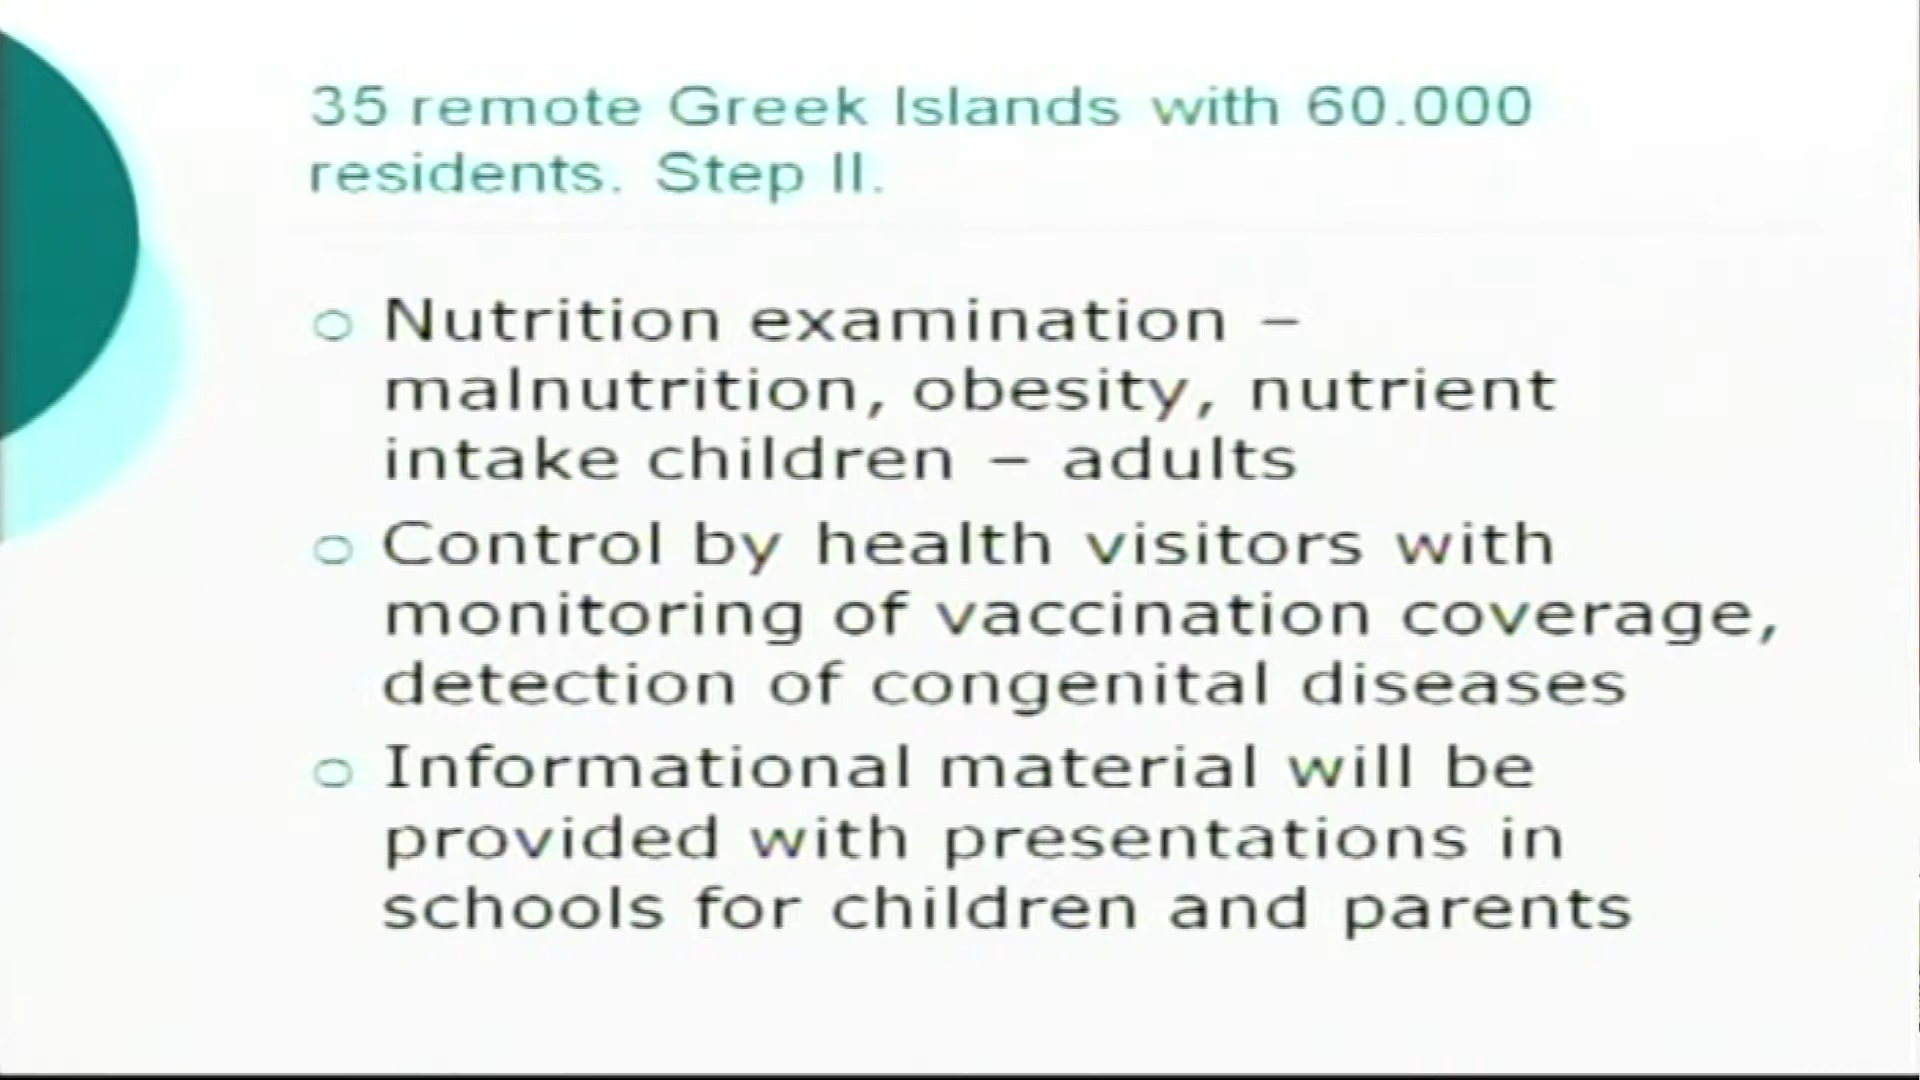 35 remote Greek Islands with 60.000
residents. Step II.
Nutrition examination –
malnutrition, obesity, nutrient
intake children – adults
Control by health visitors with
monitoring of vaccination coverage,
detection of congenital diseases
Informational material will be
provided with presentations in
schools for children and parents